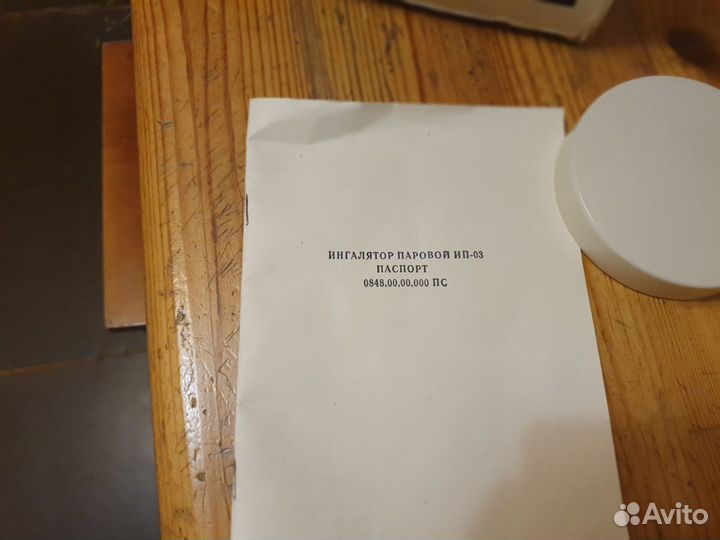 ИНГАЛЯТОР ПАРОВОЙ ИП-03
ПАСПОРТ
0848.00.00.000 ПС
Avito